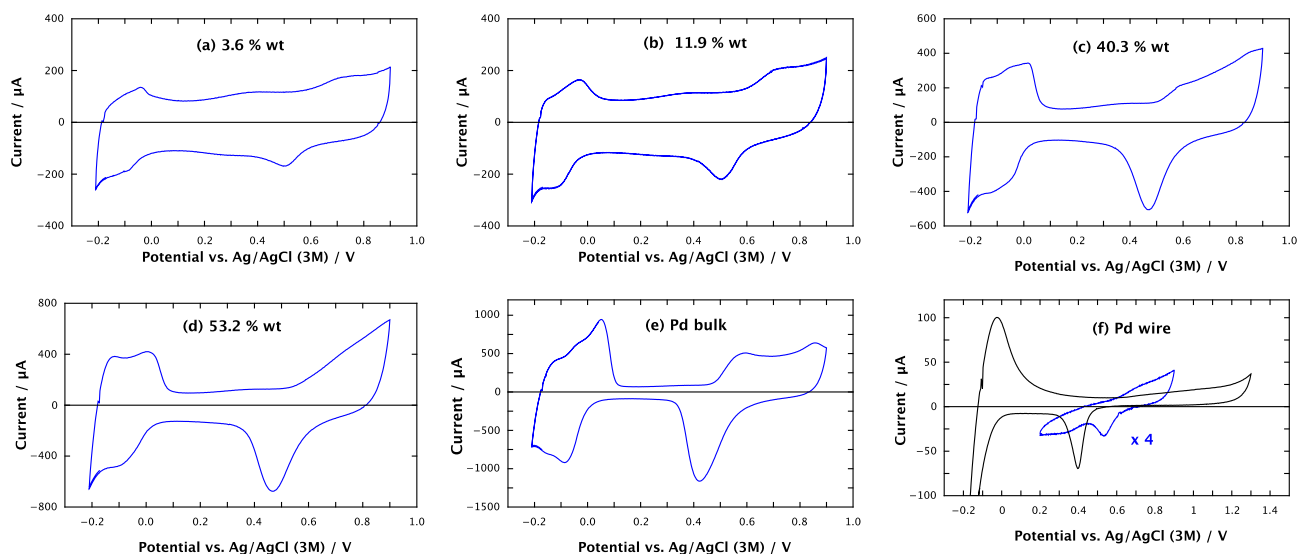 400
200
0
−200
−400
Current / µA
(a) 3.6 % wt
−0.2 0.0 0.2 0.4 0.6 0.8 1.0
Potential vs. Ag/AgCl (3M) / V
400
200
0
−200
−400
Current / µA
(b) 11.9 % wt
−0.2 0.0 0.2 0.4 0.6 0.8 1.0
Potential vs. Ag/AgCl (3M) / V
600
400
200
0
−200
−400
−600
Current / µA
(c) 40.3 % wt
−0.2 0.0 0.2 0.4 0.6 0.8 1.0
Potential vs. Ag/AgCl (3M) / V
800
400
0
−400
−800
Current / µA
(d) 53.2 % wt
−0.2 0.0 0.2 0.4 0.6 0.8 1.0
Potential vs. Ag/AgCl (3M) / V
1000
500
0
−500
−1000
−1500
Current / µA
(e) Pd bulk
−0.2 0.0 0.2 0.4 0.6 0.8 1.0
Potential vs. Ag/AgCl (3M) / V
100
50
0
−50
−100
Current / µA
(f) Pd wire
x 4
−0.2 0 0.2 0.4 0.6 0.8 1.0 1.2 1.4
Potential vs. Ag/AgCl (3M) / V